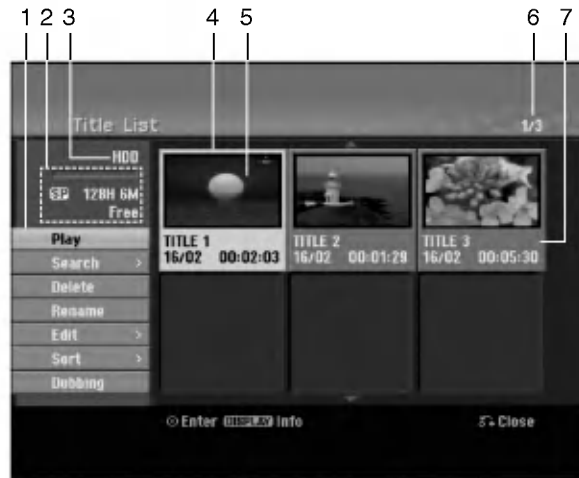 1 2 3 4 5 6 7
Title List
1/3
HDD
SP 128H 6M
Free
Play
Search >
Delete
Rename
Edit >
Sort >
Dubbing
TITLE 1
16/02 00:02:03
TITLE 2
16/02 00:01:29
TITLE 3
16/02 00:05:30
Enter DISPLAY Info
Close